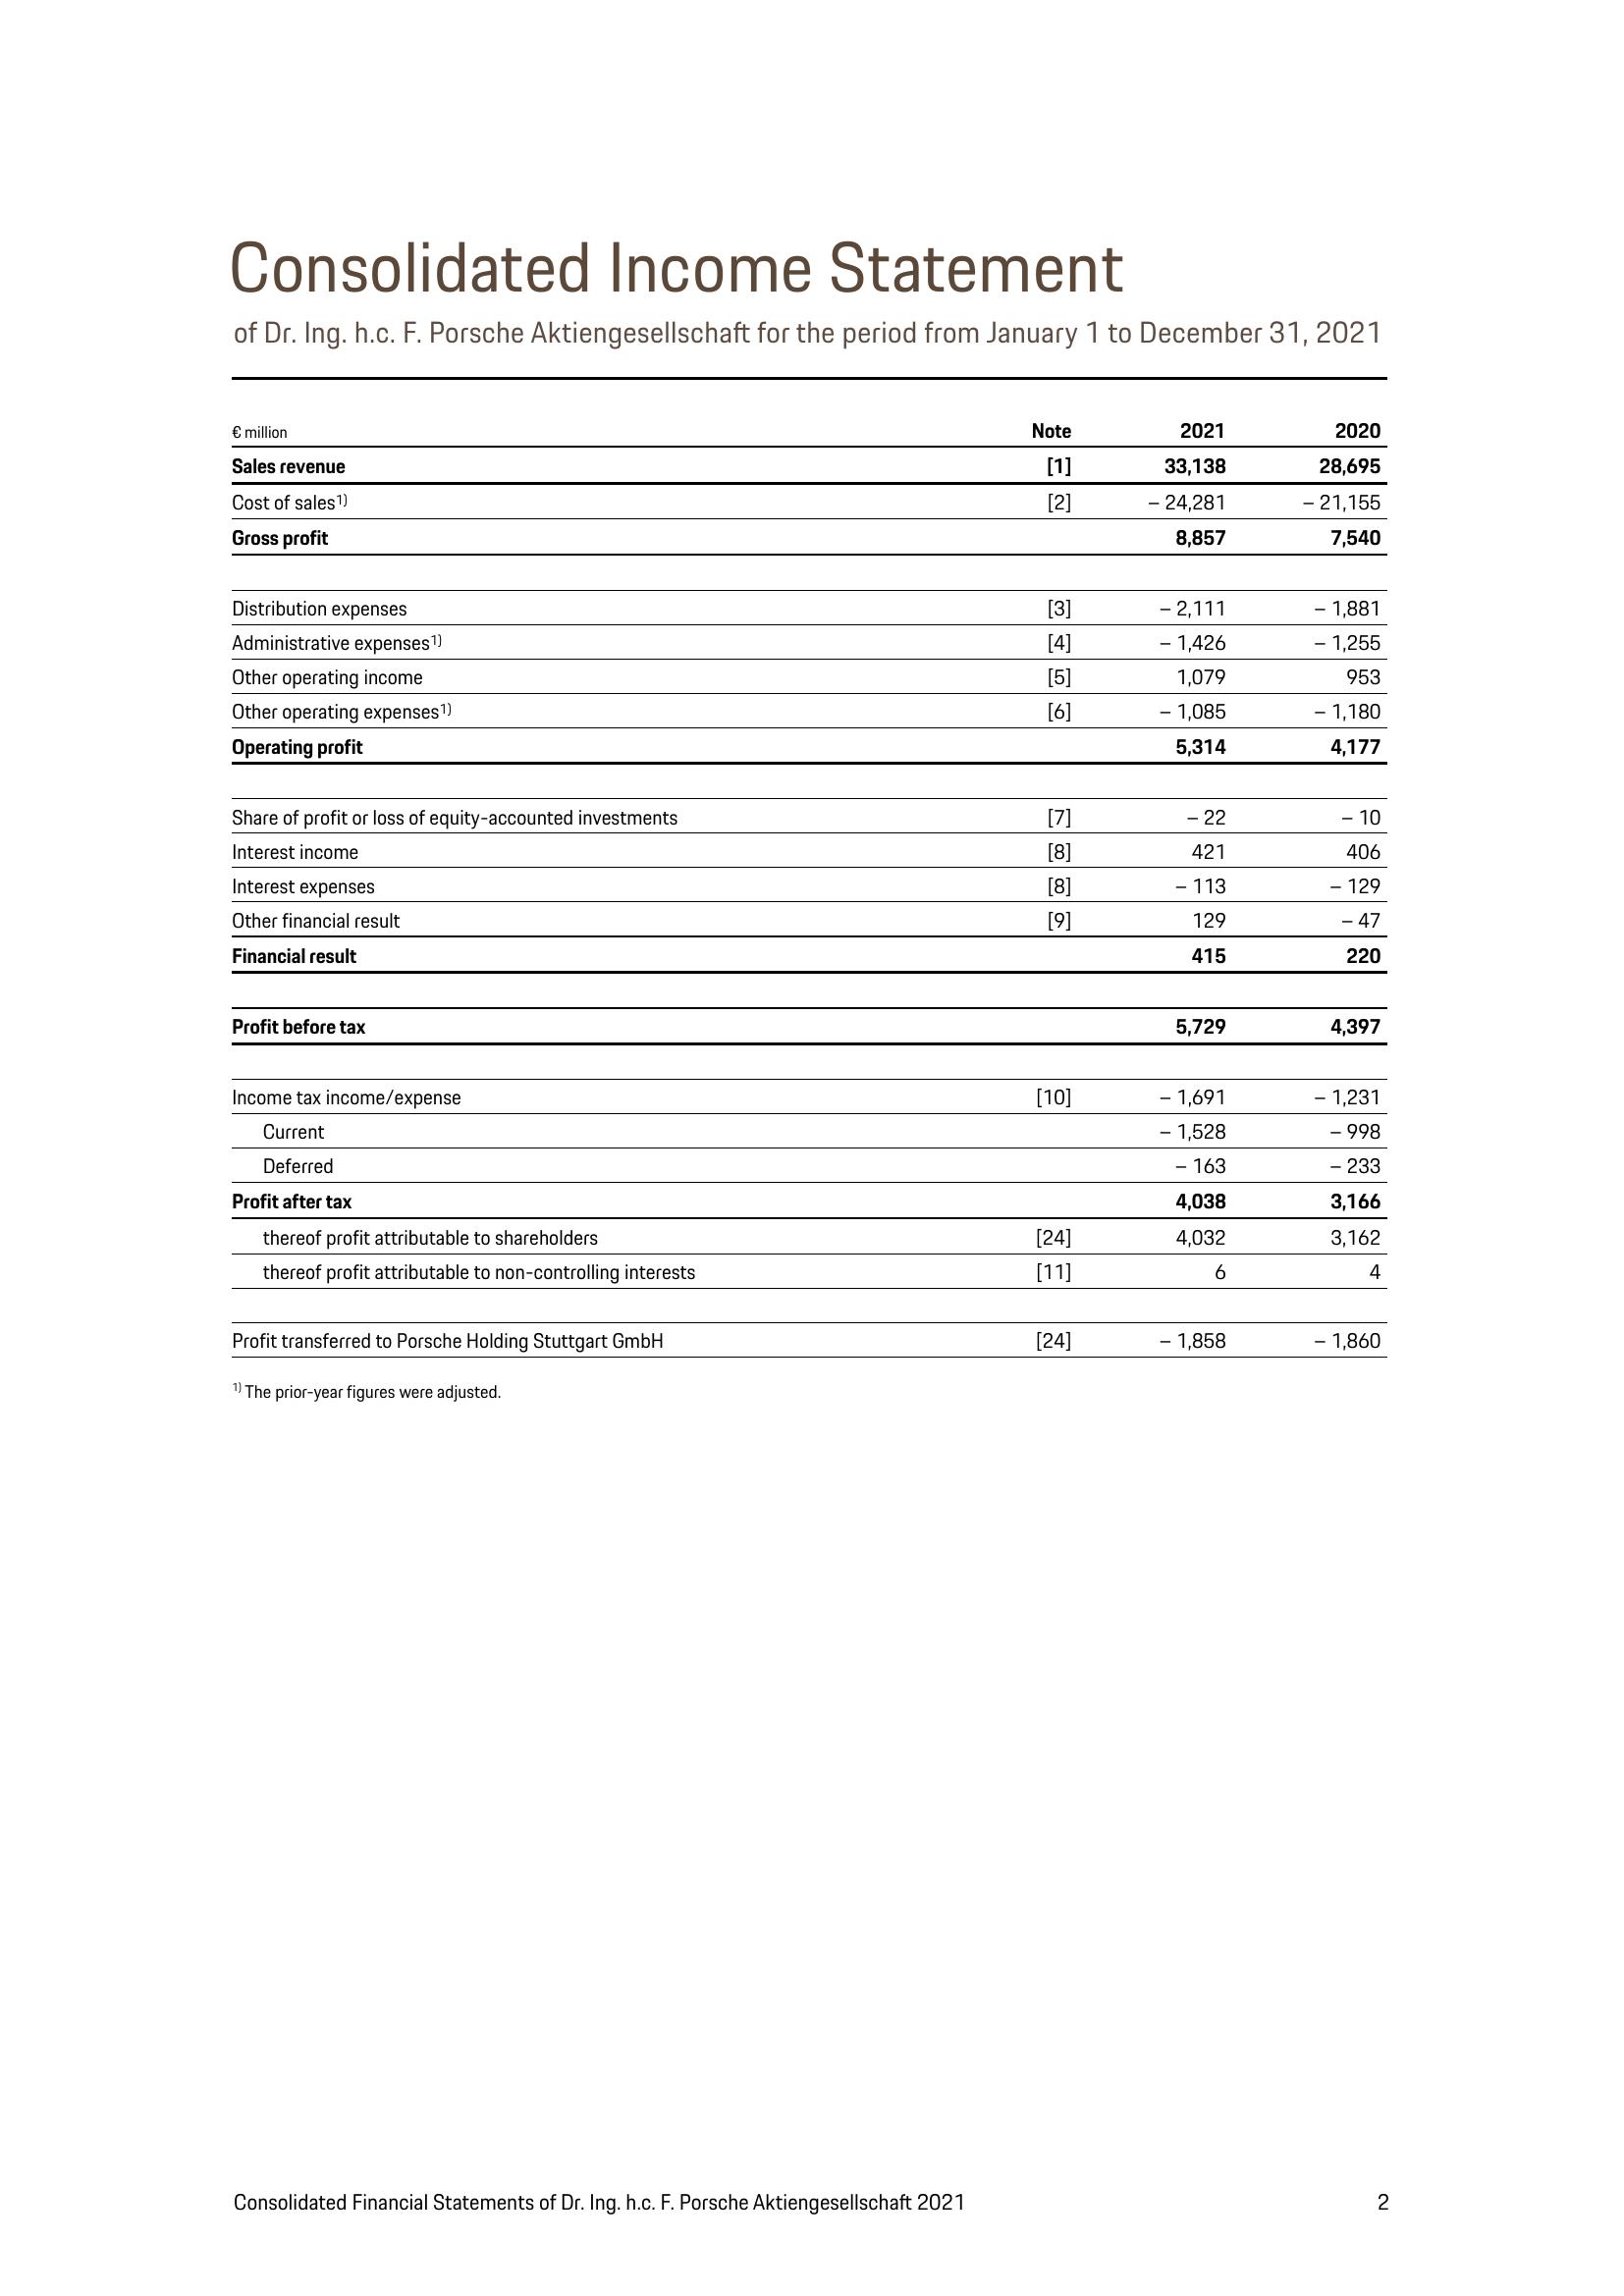 Consolidated Income Statement
of Dr. Ing. h.c. F. Porsche Aktiengesellschaft for the period from January 1 to December 31, 2021
€ million Note 2021 2020
Sales revenue [1] 33,138 28,695
Cost of sales1) [2] – 24,281 – 21,155
Gross profit 8,857 7,540
Distribution expenses [3] – 2,111 – 1,881
Administrative expenses1) [4] – 1,426 – 1,255
Other operating income [5] 1,079 953
Other operating expenses1) [6] – 1,085 – 1,180
Operating profit 5,314 4,177
Share of profit or loss of equity-accounted investments [7] – 22 – 10
Interest income [8] 421 406
Interest expenses [8] – 113 – 129
Other financial result [9] 129 – 47
Financial result 415 220
Profit before tax 5,729 4,397
Income tax income/expense [10] – 1,691 – 1,231
Current – 1,528 – 998
Deferred – 163 – 233
Profit after tax 4,038 3,166
thereof profit attributable to shareholders [24] 4,032 3,162
thereof profit attributable to non-controlling interests [11] 6 4
Profit transferred to Porsche Holding Stuttgart GmbH [24] – 1,858 – 1,860
1) The prior-year figures were adjusted.
Consolidated Financial Statements of Dr. Ing. h.c. F. Porsche Aktiengesellschaft 2021 2